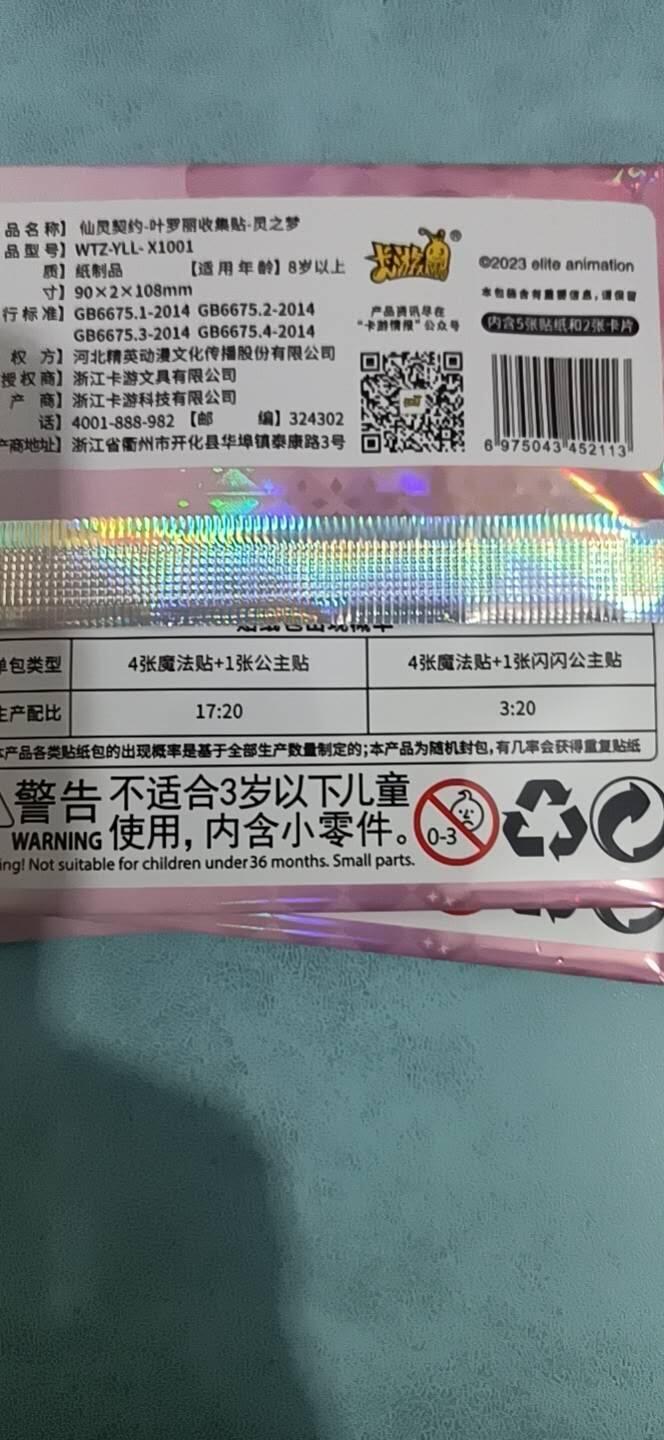 品名称】仙灵契约-叶罗丽收集贴-灵之梦
品型号】WTZ-YLL-X1001
质】纸制品 【适用年龄】8岁以上
寸】90×2×108mm
行标准】GB6675.1-2014 GB6675.2-2014
GB6675.3-2014 GB6675.4-2014
权 方】河北精英动漫文化传播股份有限公司
授权商】浙江卡游文具有限公司
产 商】浙江卡游科技有限公司
话】4001-888-982 【邮 编】324302
产商地址】浙江省衢州市开化县华埠镇泰康路3号
卡游®
产品资讯尽在
“卡游情报”公众号
©2023 elite animation
本包装含有重要信息，请保留
内含5张贴纸和2张卡片
6 975043 452113
贴纸包出现概率
单包类型 4张魔法贴+1张公主贴 4张魔法贴+1张闪闪公主贴
生产配比 17:20 3:20
本产品各类贴纸包的出现概率是基于全部生产数量制定的；本产品为随机封包，有几率会获得重复贴纸
警告 不适合3岁以下儿童
WARNING 使用，内含小零件。
0-3
ing! Not suitable for children under 36 months. Small parts.